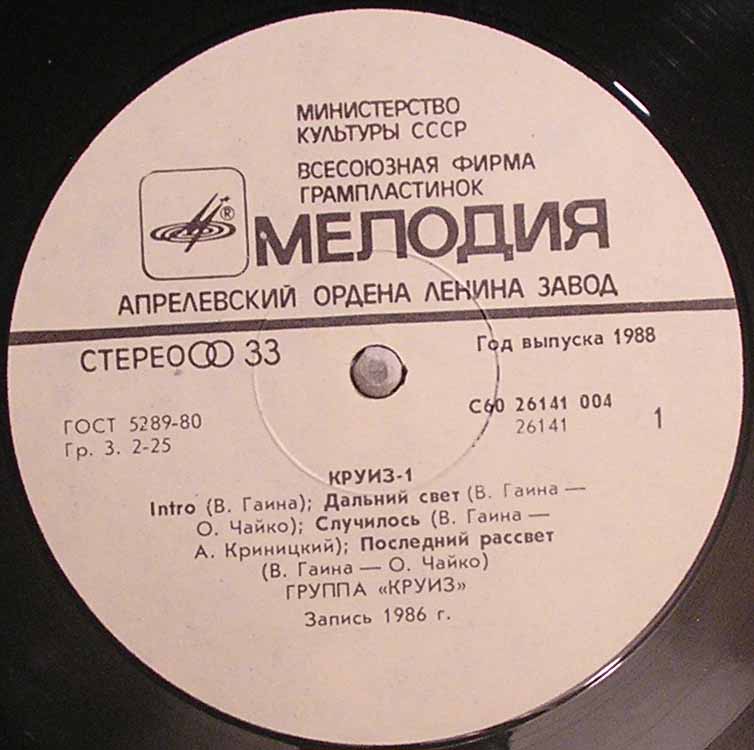 МИНИСТЕРСТВО
КУЛЬТУРЫ СССР
ВСЕСОЮЗНАЯ ФИРМА
ГРАМПЛАСТИНОК
®
МЕЛОДИЯ
АПРЕЛЕВСКИЙ ОРДЕНА ЛЕНИНА ЗАВОД
СТЕРЕО 33
Год выпуска 1988
ГОСТ 5289-80
Гр. 3. 2-25
С60 26141 004
26141
1
КРУИЗ-1
Intro (В. Гаина); Дальний свет (В. Гаина —
О. Чайко); Случилось (В. Гаина —
А. Криницкий); Последний рассвет
(В. Гаина — О. Чайко)
ГРУППА «КРУИЗ»
Запись 1986 г.